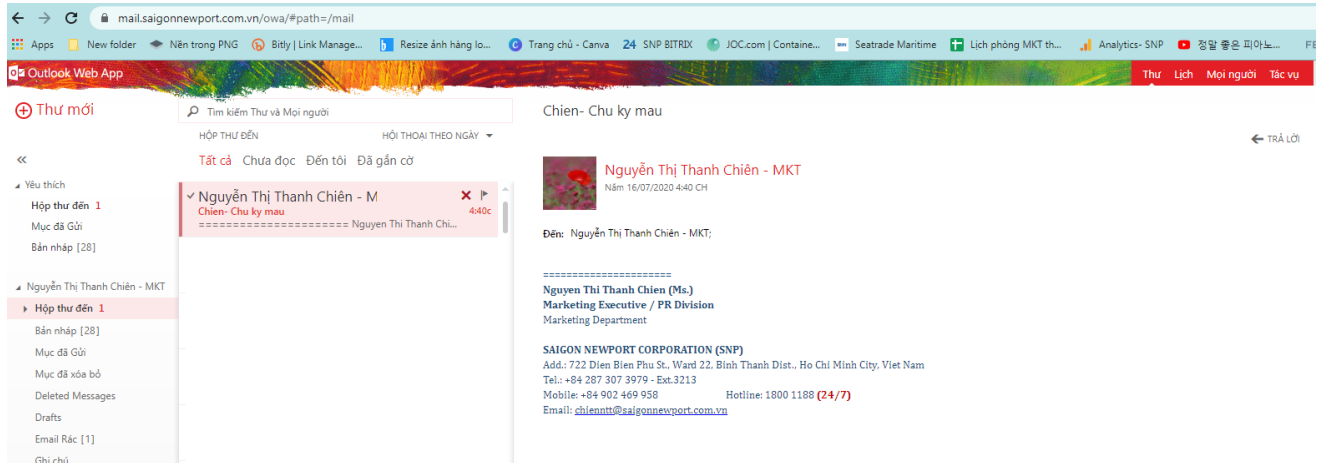 mail.saigonnewport.com.vn/owa/#path=/mail
Apps New folder Nền trong PNG Bitly | Link Manage... Resize ảnh hàng lo... Trang chủ - Canva 24 SNP BITRIX JOC.com | Containe... Seatrade Maritime Lịch phòng MKT th... Analytics- SNP 정말 좋은 피아노... FE
Outlook Web App
Thư Lịch Mọi người Tác vụ
Thư mới
Tìm kiếm Thư và Mọi người
HỘP THƯ ĐẾN HỘI THOẠI THEO NGÀY
Tất cả Chưa đọc Đến tôi Đã gắn cờ
«
Yêu thích
Hộp thư đến 1
Mục đã Gửi
Bản nháp [28]
Nguyễn Thị Thanh Chiên - MKT
Hộp thư đến 1
Bản nháp [28]
Mục đã Gửi
Mục đã xóa bỏ
Deleted Messages
Drafts
Email Rác [1]
Ghi chú
Nguyễn Thị Thanh Chiên - M
Chien- Chu ky mau 4:40c
====================== Nguyen Thi Thanh Chi...
Chien- Chu ky mau
TRẢ LỜI
Nguyễn Thị Thanh Chiên - MKT
Năm 16/07/2020 4:40 CH
Đến: Nguyễn Thị Thanh Chiên - MKT;
======================
Nguyen Thi Thanh Chien (Ms.)
Marketing Executive / PR Division
Marketing Department
SAIGON NEWPORT CORPORATION (SNP)
Add.: 722 Dien Bien Phu St., Ward 22, Binh Thanh Dist., Ho Chi Minh City, Viet Nam
Tel.: +84 287 307 3979 - Ext.3213
Mobile: +84 902 469 958 Hotline: 1800 1188 (24/7)
Email: chienntt@saigonnewport.com.vn